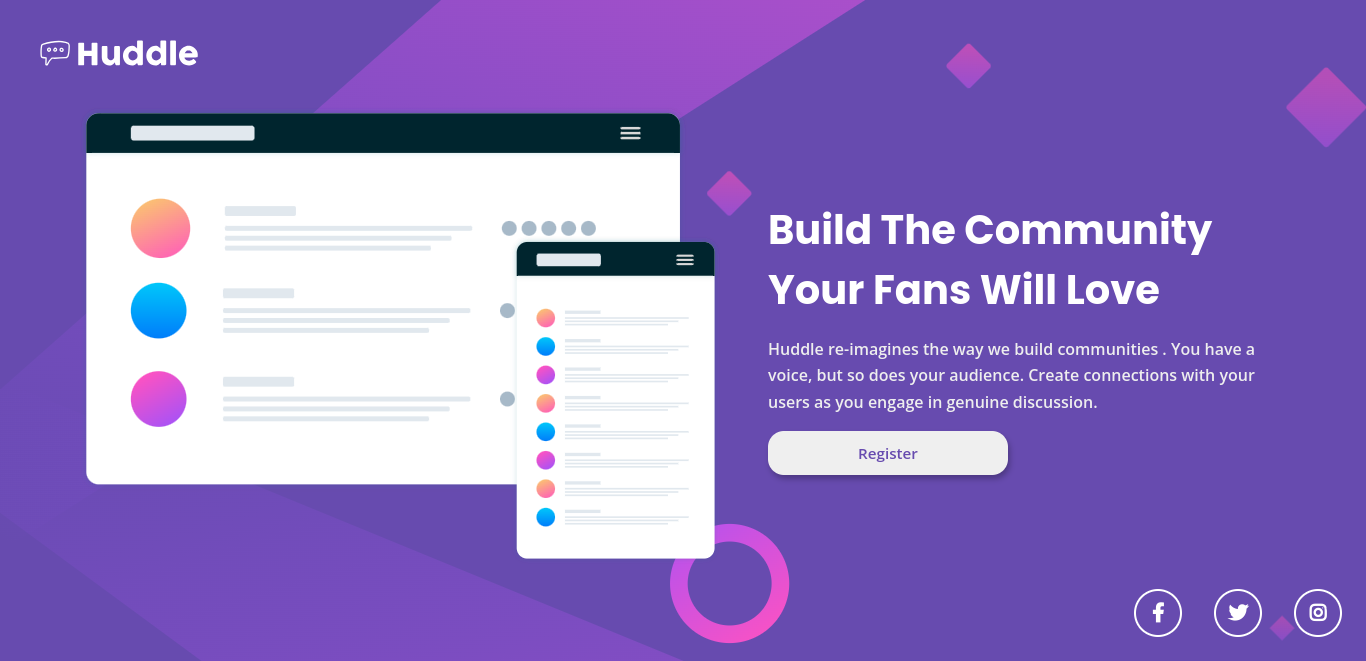 Huddle
Build The Community
Your Fans Will Love
Huddle re-imagines the way we build communities . You have a
voice, but so does your audience. Create connections with your
users as you engage in genuine discussion.
Register